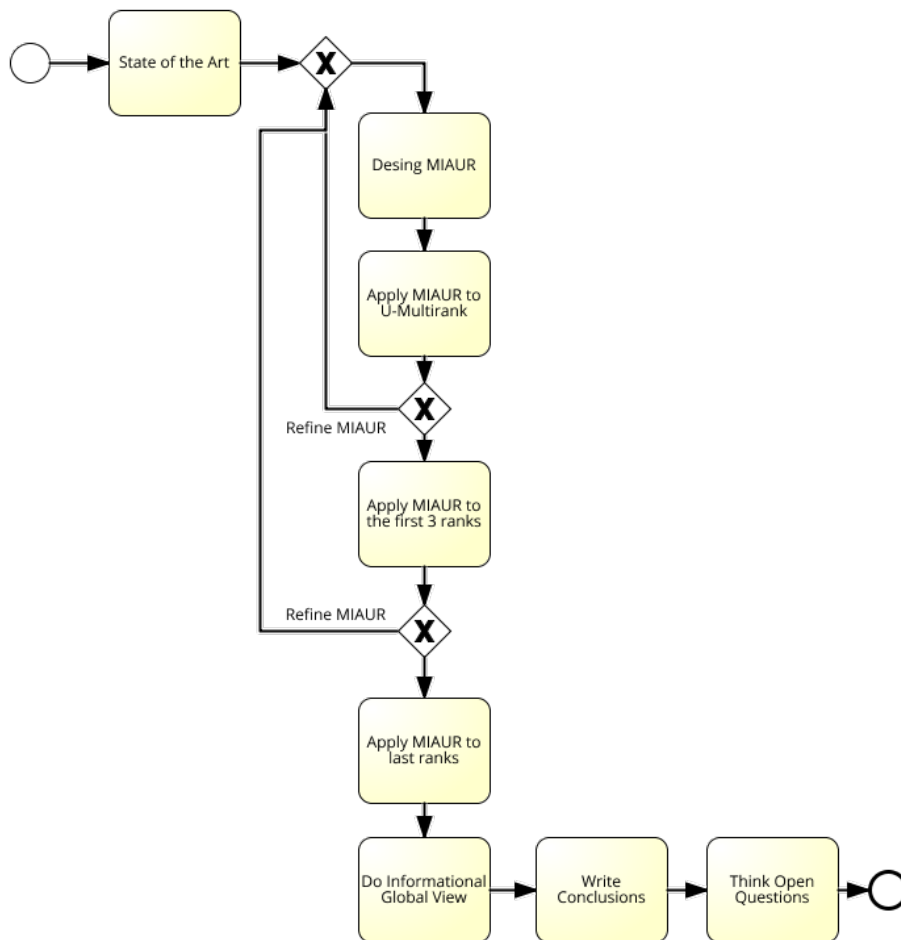 State of the Art
X
Desing MIAUR
Apply MIAUR to
U-Multirank
X
Refine MIAUR
Apply MIAUR to
the first 3 ranks
Refine MIAUR
X
Apply MIAUR to
last ranks
Do Informational
Global View
Write
Conclusions
Think Open
Questions